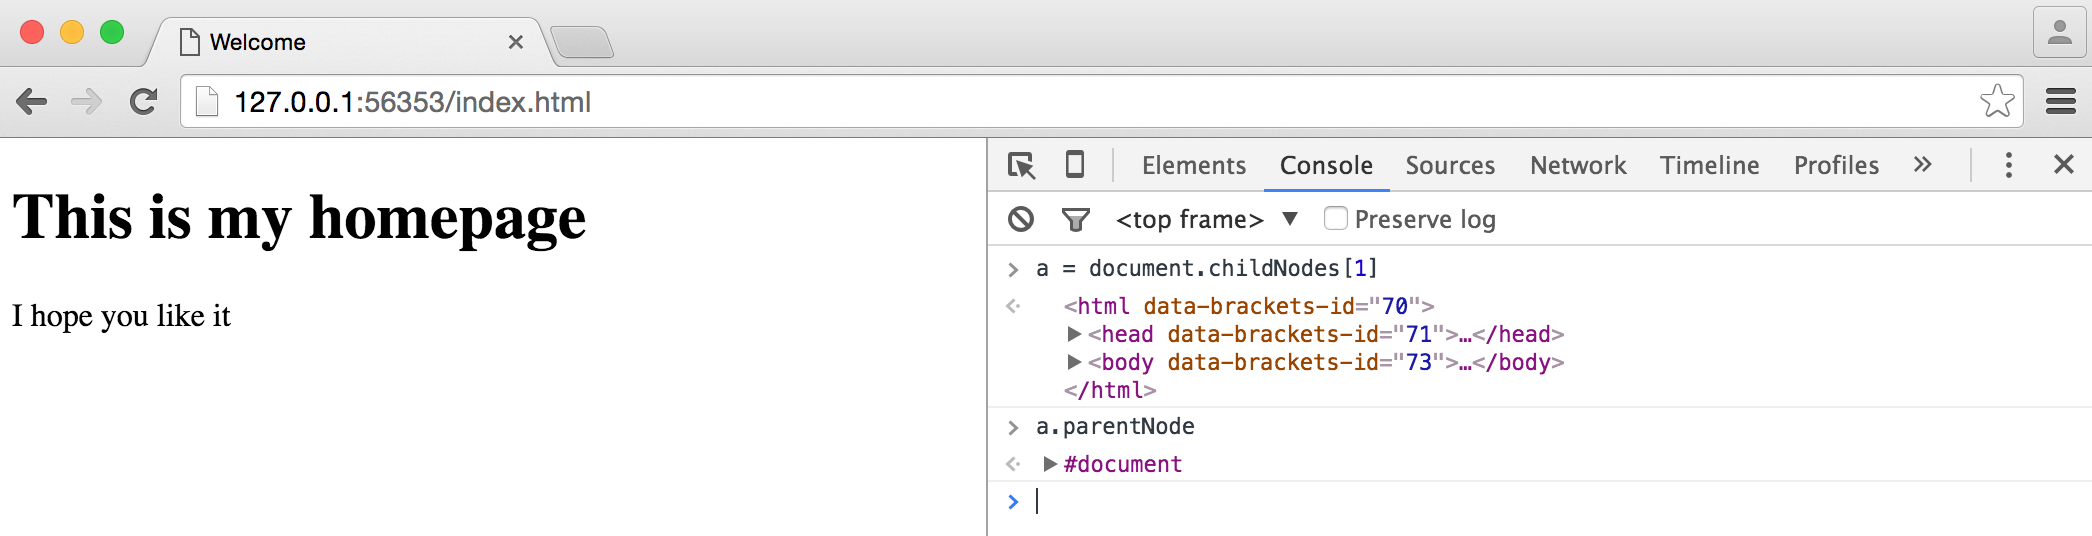 Welcome
127.0.0.1:56353/index.html
This is my homepage
I hope you like it
Elements Console Sources Network Timeline Profiles »
<top frame> ▼ Preserve log
> a = document.childNodes[1]
<html data-brackets-id="70">
▶<head data-brackets-id="71">…</head>
▶<body data-brackets-id="73">…</body>
</html>
> a.parentNode
▶#document
>